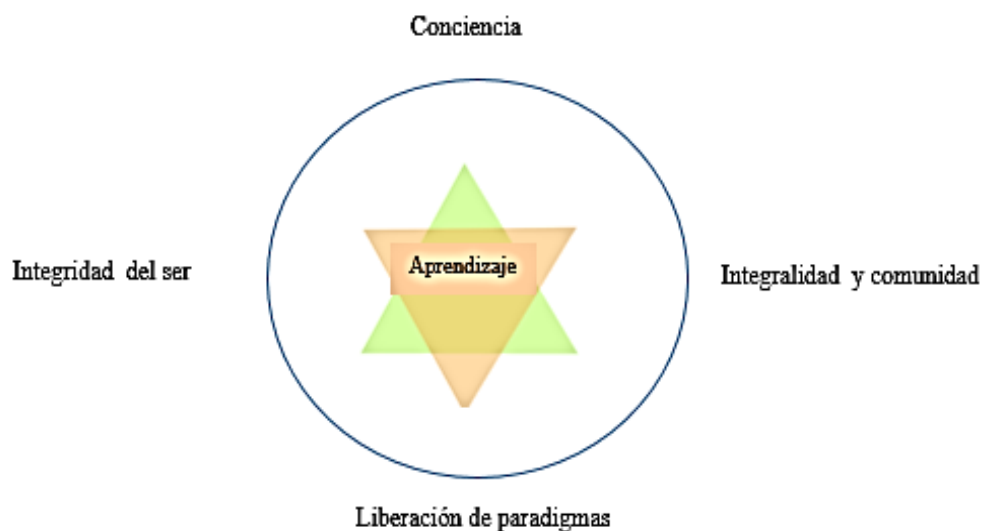 Conciencia
Aprendizaje
Integridad del ser
Integralidad y comunidad
Liberación de paradigmas